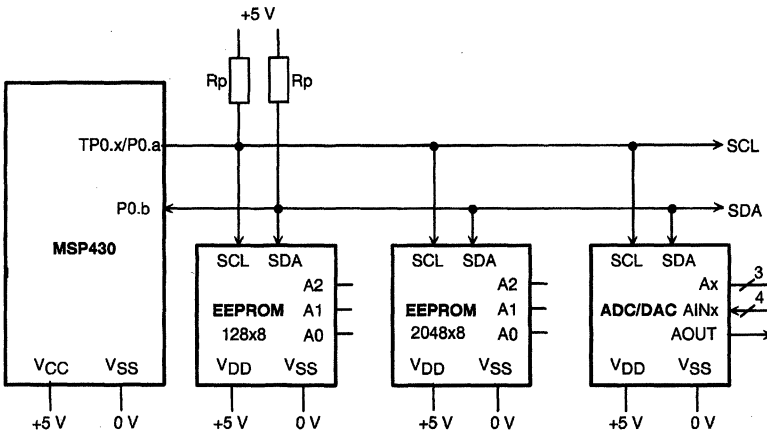 +5 V
Rp
Rp
TP0.x/P0.a
SCL
P0.b
SDA
MSP430
SCL SDA
SCL SDA
SCL SDA
A2
EEPROM A1
128x8 A0
A2
EEPROM A1
2048x8 A0
Ax 3
ADC/DAC AINx 4
AOUT
VCC VSS
VDD VSS
VDD VSS
VDD VSS
+5 V 0 V
+5 V 0 V
+5 V 0 V
+5 V 0 V